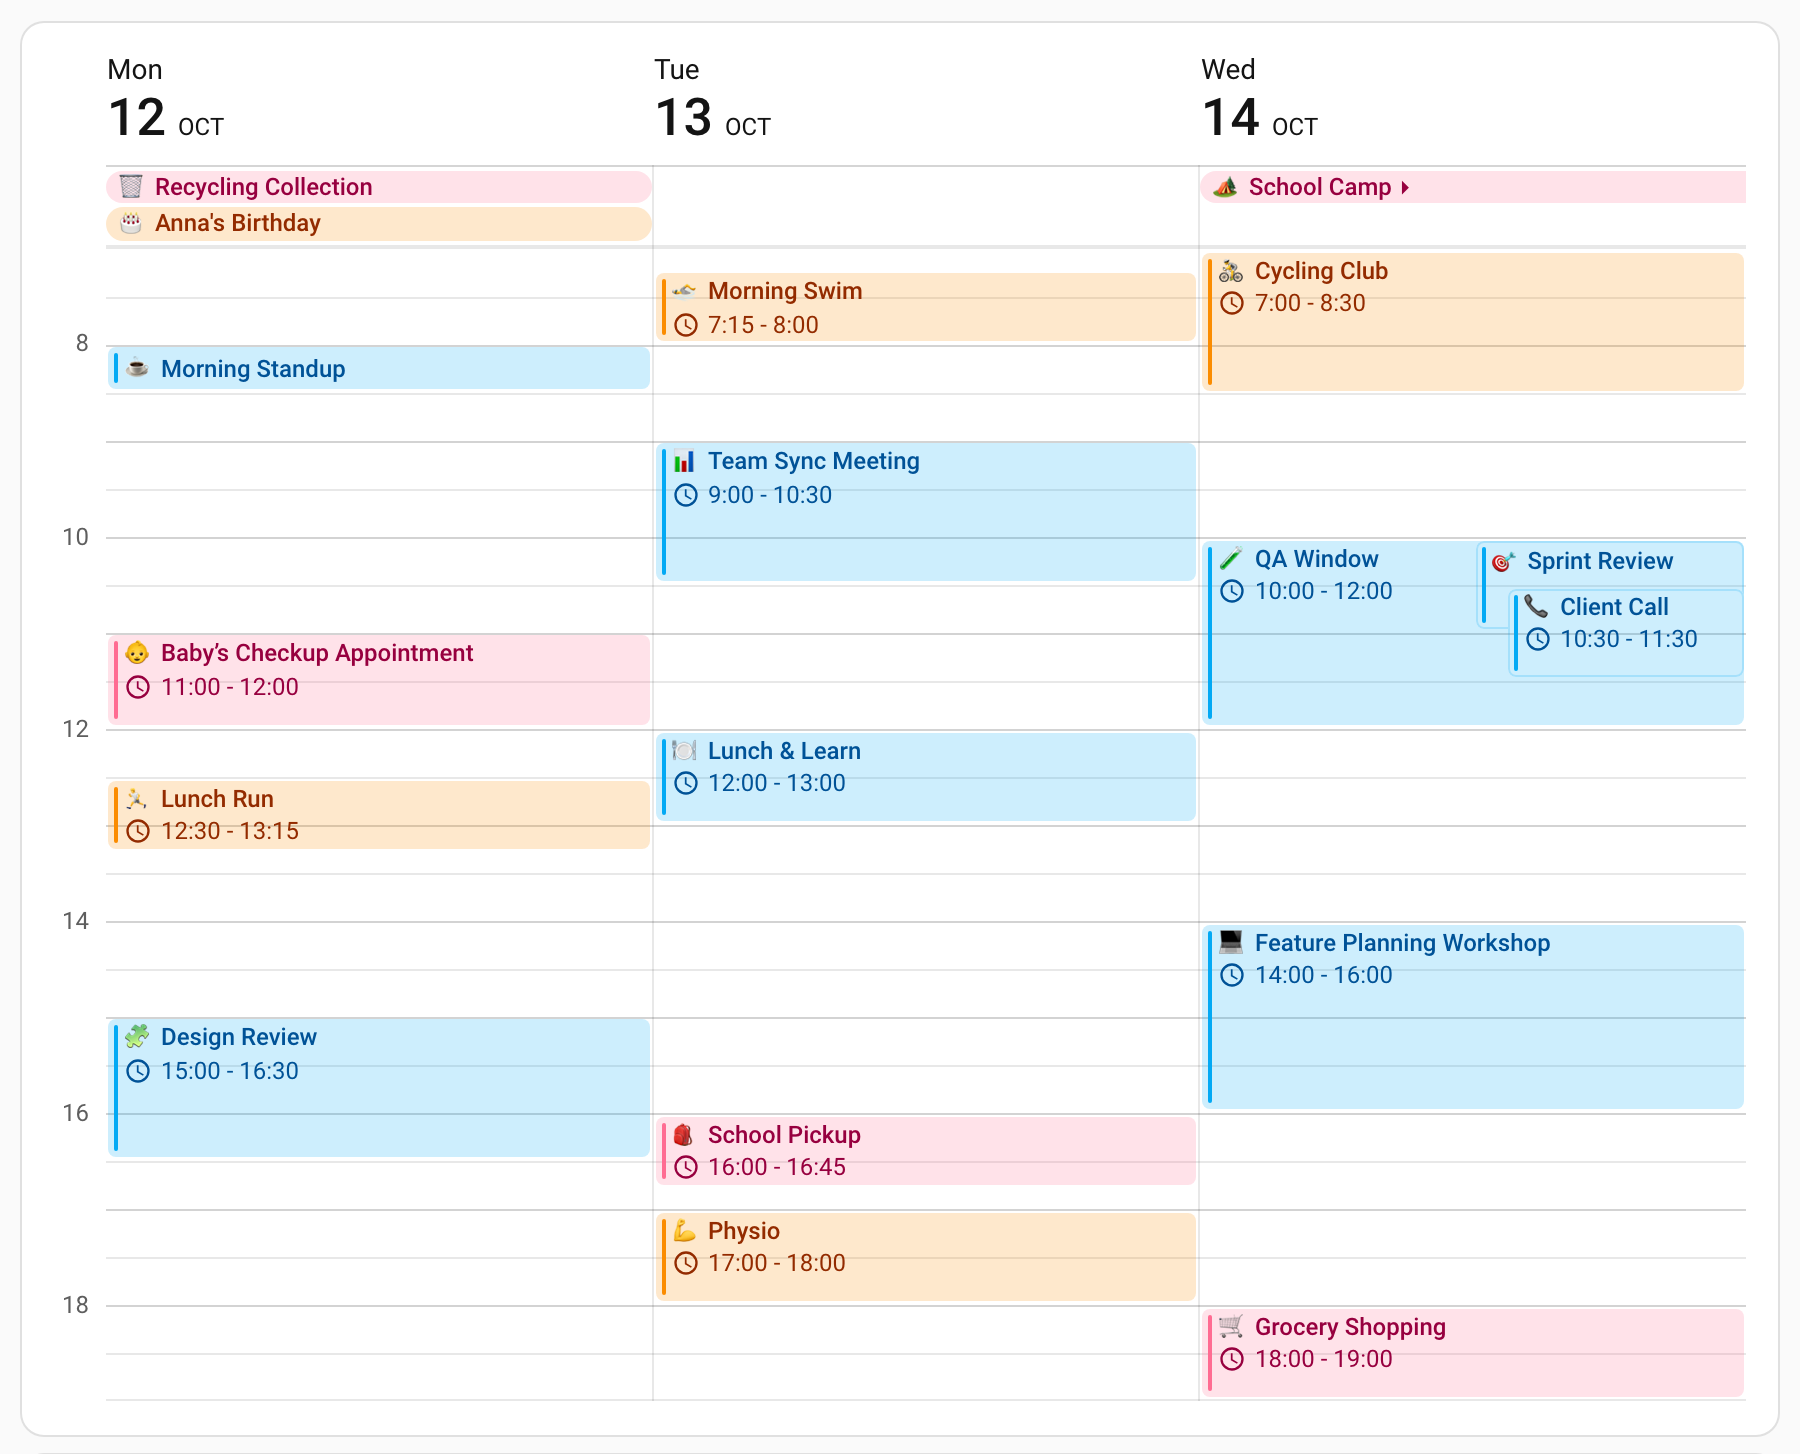 Mon
12 OCT
Tue
13 OCT
Wed
14 OCT
Recycling Collection
Anna's Birthday
School Camp
8
10
12
14
16
18
Morning Standup
Baby’s Checkup Appointment
11:00 - 12:00
Lunch Run
12:30 - 13:15
Design Review
15:00 - 16:30
Morning Swim
7:15 - 8:00
Team Sync Meeting
9:00 - 10:30
Lunch & Learn
12:00 - 13:00
School Pickup
16:00 - 16:45
Physio
17:00 - 18:00
Cycling Club
7:00 - 8:30
QA Window
10:00 - 12:00
Sprint Review
Client Call
10:30 - 11:30
Feature Planning Workshop
14:00 - 16:00
Grocery Shopping
18:00 - 19:00